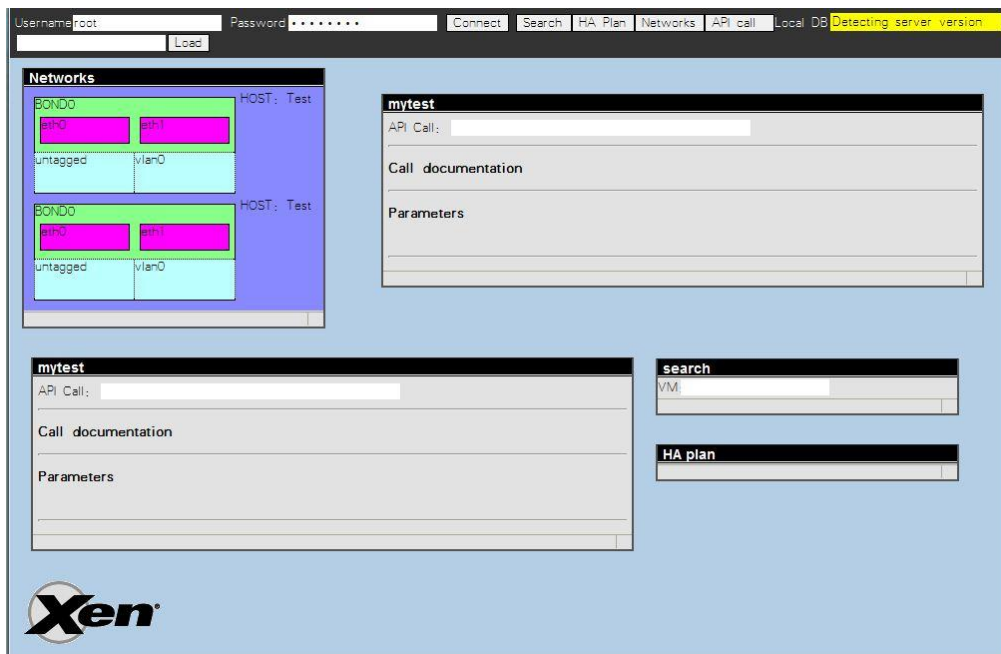 Username root Password •••••••• Connect Search HA Plan Networks API call Local DB Detecting server version
Load
Networks
BOND0 HOST: Test
eth0 eth1
untagged vlan0
BOND0 HOST: Test
eth0 eth1
untagged vlan0
mytest
API Call:
Call documentation
Parameters
mytest
API Call:
Call documentation
Parameters
search
VM:
HA plan
Xen®